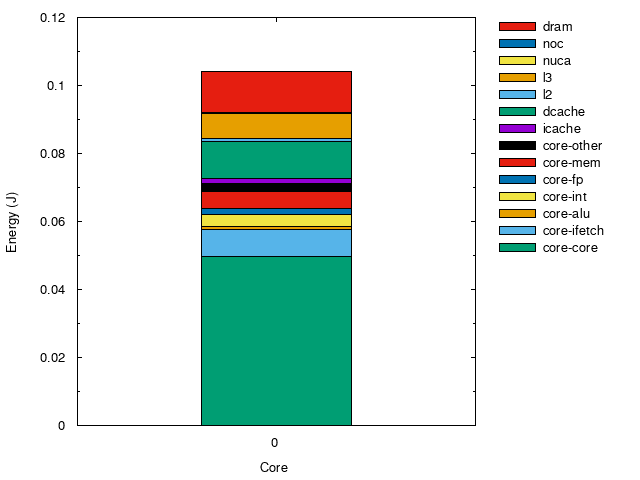 0.12
0.1
0.08
0.06
0.04
0.02
0
Energy (J)
0
Core
dram
noc
nuca
l3
l2
dcache
icache
core-other
core-mem
core-fp
core-int
core-alu
core-ifetch
core-core